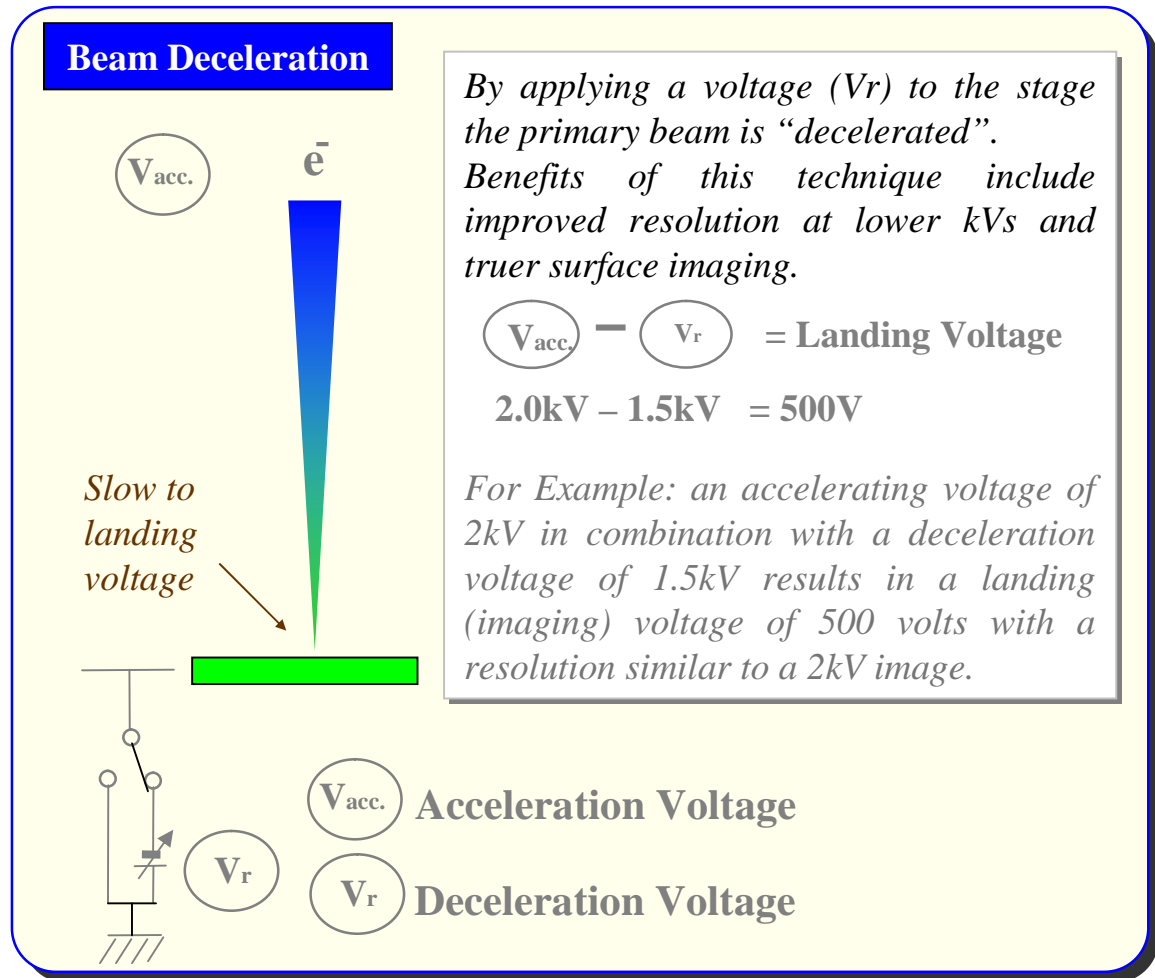 Beam Deceleration
By applying a voltage (Vr) to the stage
the primary beam is “decelerated”.
Benefits of this technique include
improved resolution at lower kVs and
truer surface imaging.
Vacc. – Vr = Landing Voltage
2.0kV – 1.5kV = 500V
For Example: an accelerating voltage of
2kV in combination with a deceleration
voltage of 1.5kV results in a landing
(imaging) voltage of 500 volts with a
resolution similar to a 2kV image.
Vacc.
e-
Slow to
landing
voltage
Vr
Vacc. Acceleration Voltage
Vr Deceleration Voltage